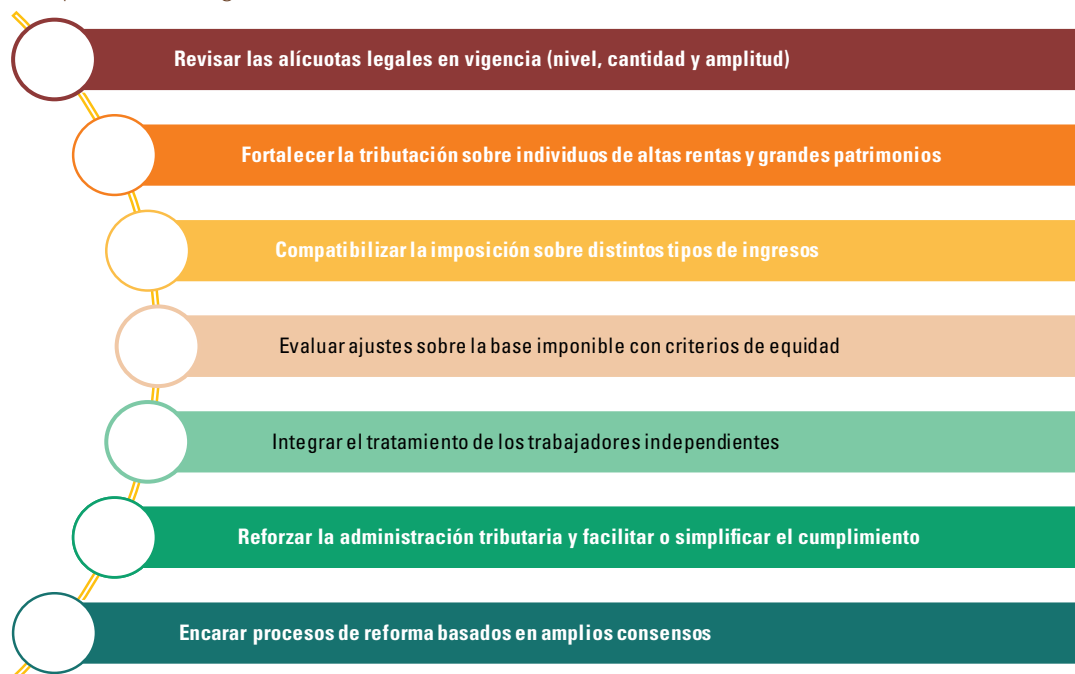 Revisar las alícuotas legales en vigencia (nivel, cantidad y amplitud)
Fortalecer la tributación sobre individuos de altas rentas y grandes patrimonios
Compatibilizar la imposición sobre distintos tipos de ingresos
Evaluar ajustes sobre la base imponible con criterios de equidad
Integrar el tratamiento de los trabajadores independientes
Reforzar la administración tributaria y facilitar o simplificar el cumplimiento
Encarar procesos de reforma basados en amplios consensos